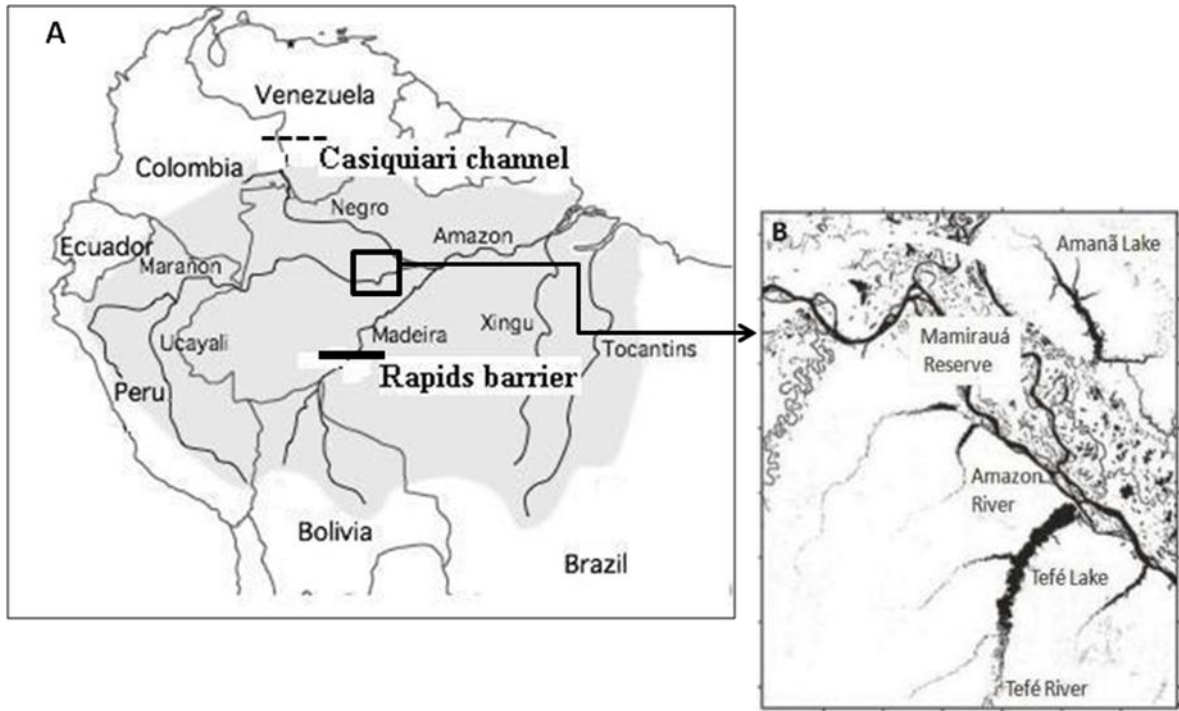 A
Venezuela
Casiquiari channel
Colombia
Negro
Ecuador
Amazon
Marañon
Ucayali
Madeira
Xingu
Tocantins
Peru
Rapids barrier
Bolivia
Brazil
B
Amanã Lake
Mamirauá
Reserve
Amazon
River
Tefé Lake
Tefé River